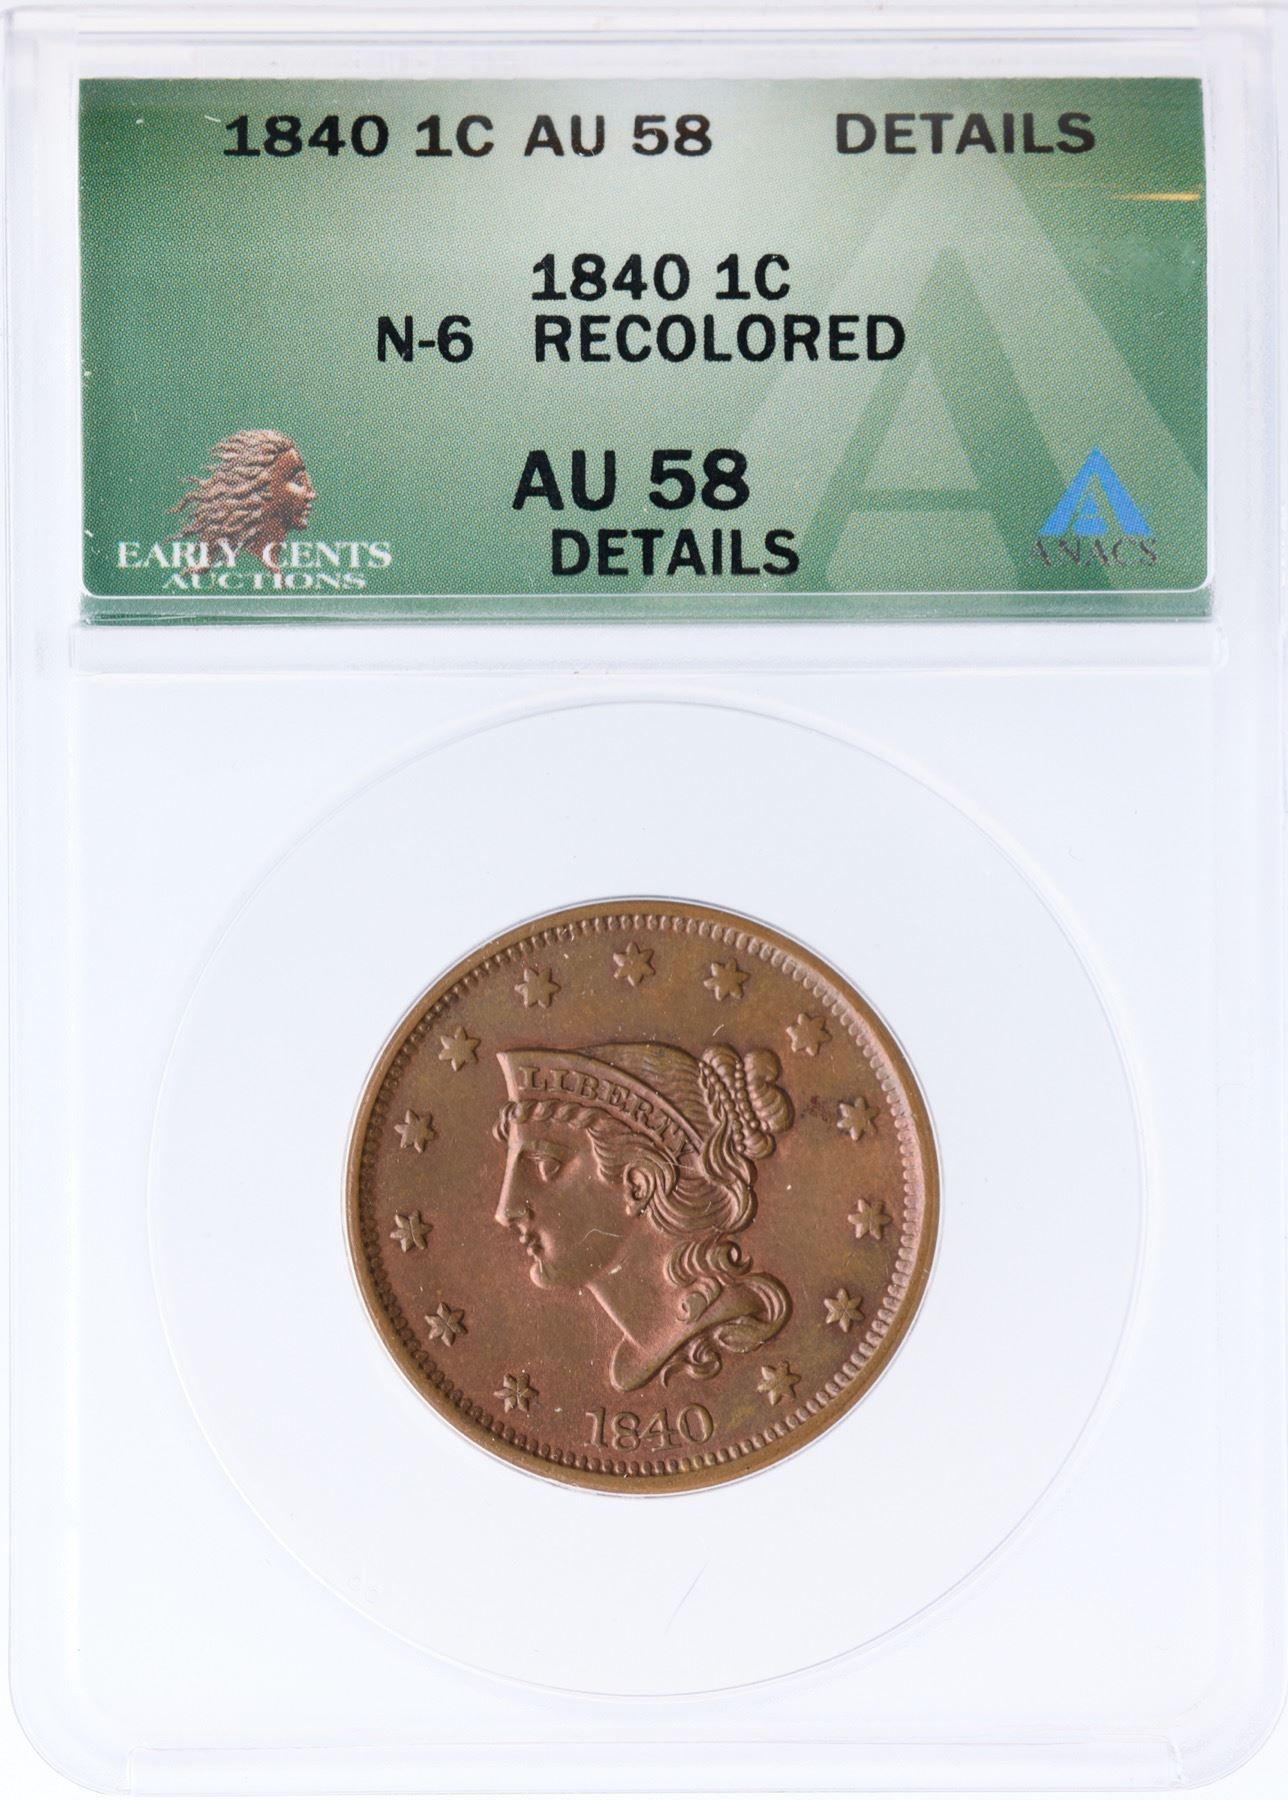 1840 1C AU 58 DETAILS
1840 1C
N-6 RECOLORED
AU 58
DETAILS
EARLY CENTS
AUCTIONS
ANACS
LIBERTY
1840